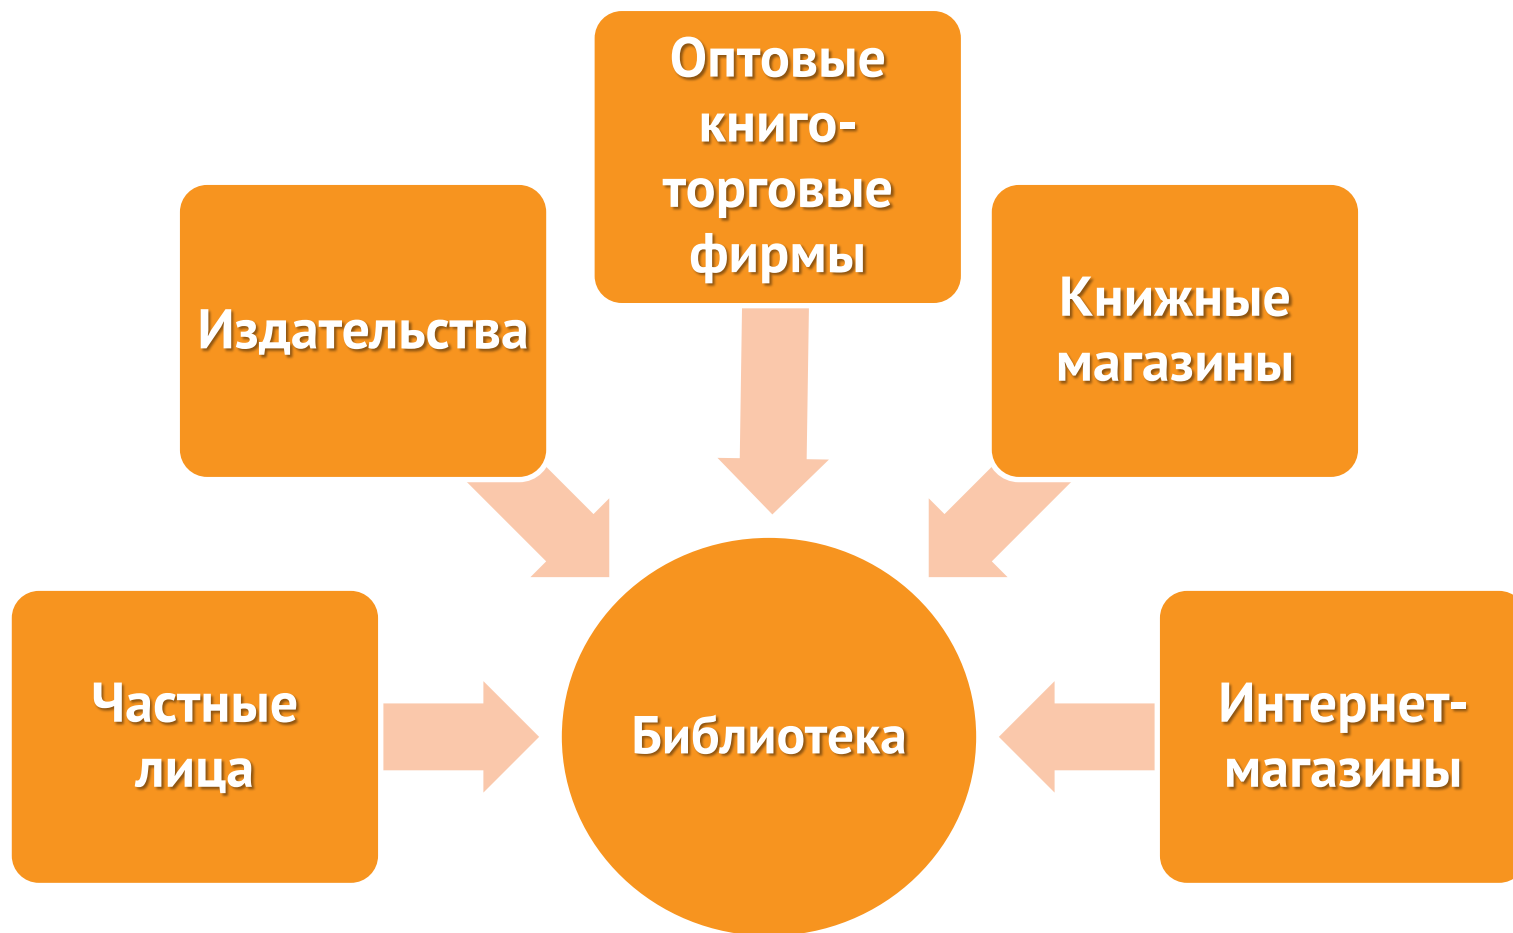 Оптовые
книго-
торговые
фирмы
Издательства
Книжные
магазины
Частные
лица
Библиотека
Интернет-
магазины